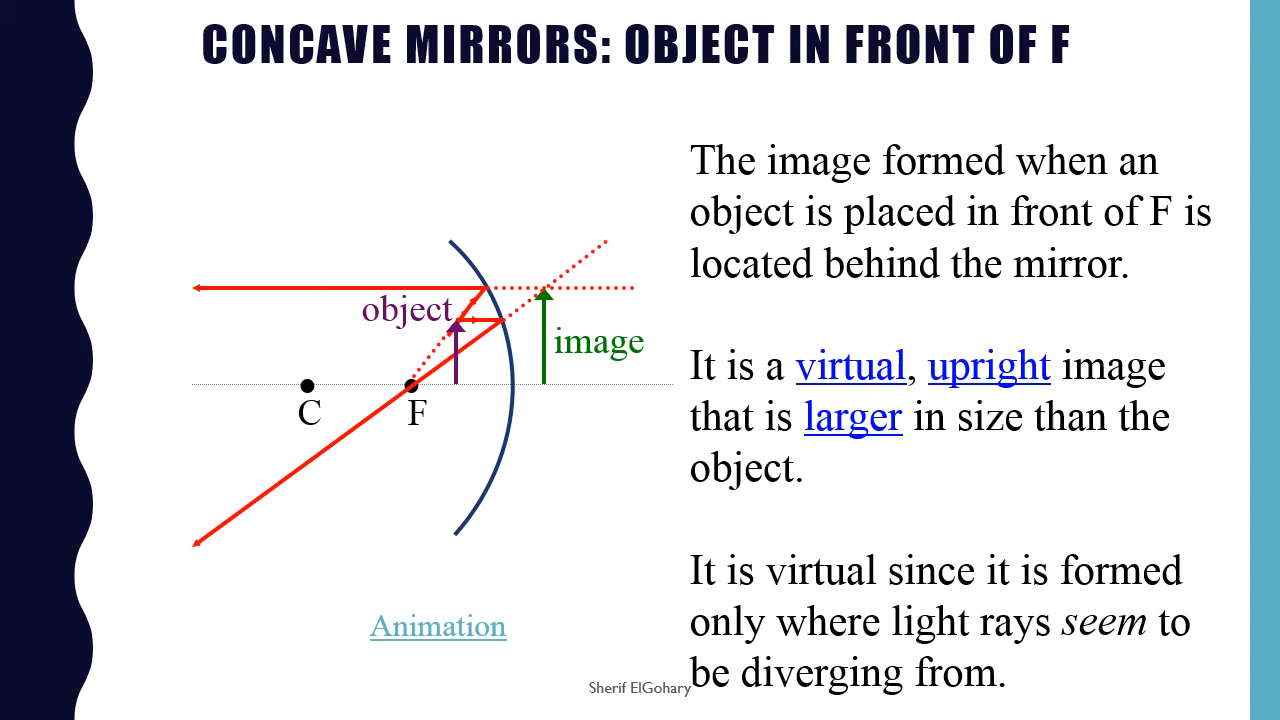 CONCAVE MIRRORS: OBJECT IN FRONT OF F
The image formed when an
object is placed in front of F is
located behind the mirror.
object
image
C
F
It is a virtual, upright image
that is larger in size than the
object.
It is virtual since it is formed
only where light rays seem to
be diverging from.
Animation
Sherif ElGohary